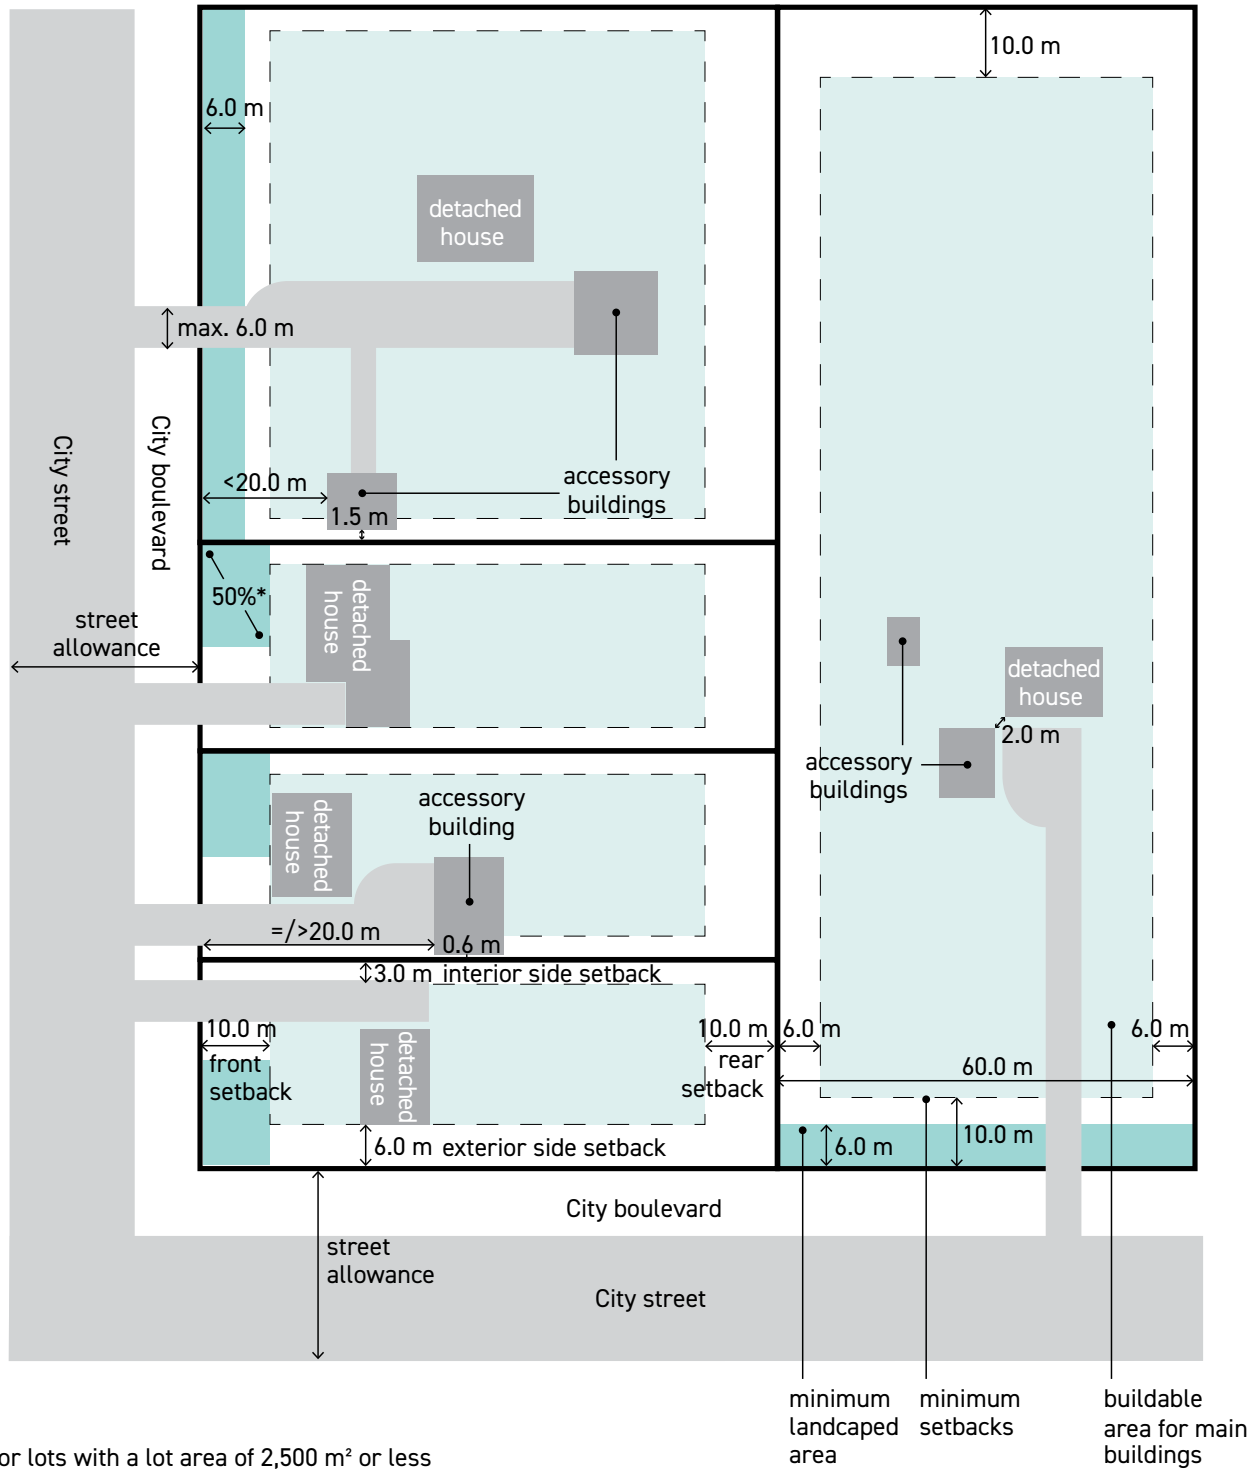 10.0 m
6.0 m
detached
house
max. 6.0 m
City street
City boulevard
<20.0 m
accessory
buildings
1.5 m
50%*
detached
house
street
allowance
detached
house
2.0 m
accessory
buildings
accessory
building
detached
house
=/>20.0 m
0.6 m
3.0 m interior side setback
10.0 m
front
setback
detached
house
10.0 m
rear
setback
6.0 m
6.0 m
60.0 m
6.0 m exterior side setback
6.0 m
10.0 m
City boulevard
street
allowance
City street
minimum
landcaped
area
minimum
setbacks
buildable
area for main
buildings
or lots with a lot area of 2,500 m² or less